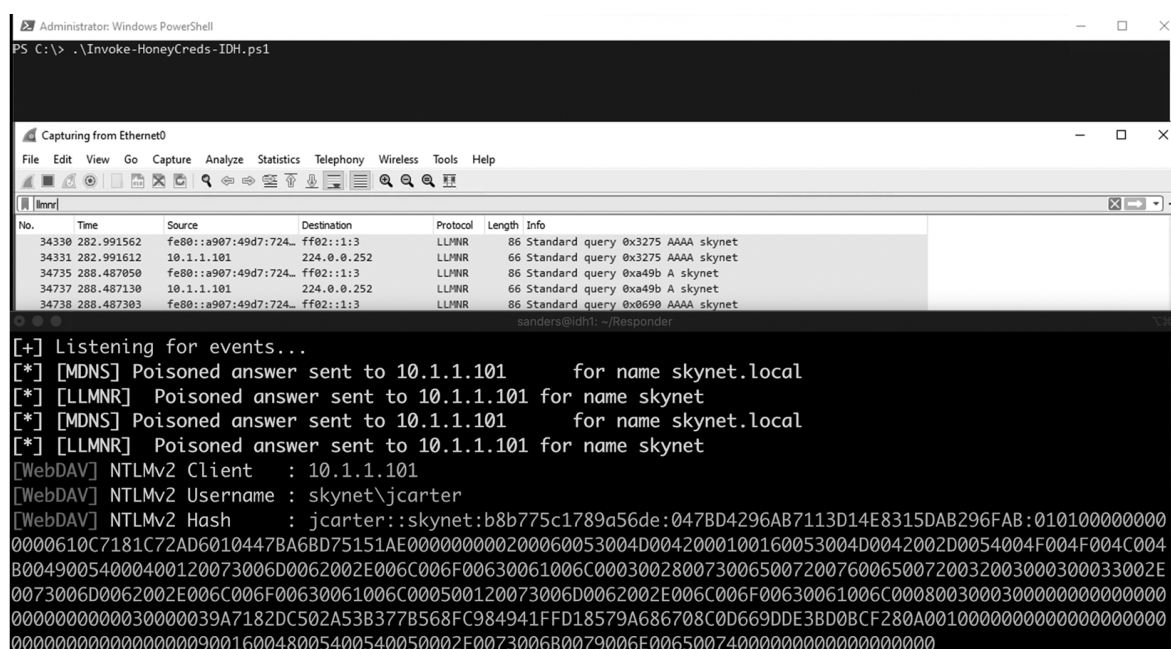 Administrator: Windows PowerShell
PS C:\> .\Invoke-HoneyCreds-IDH.ps1
Capturing from Ethernet0
File Edit View Go Capture Analyze Statistics Telephony Wireless Tools Help
llmnr
No. Time Source Destination Protocol Length Info
34330 282.991562 fe80::a907:49d7:724… ff02::1:3 LLMNR 86 Standard query 0x3275 AAAA skynet
34331 282.991612 10.1.1.101 224.0.0.252 LLMNR 66 Standard query 0x3275 AAAA skynet
34735 288.487050 fe80::a907:49d7:724… ff02::1:3 LLMNR 86 Standard query 0xa49b A skynet
34737 288.487130 10.1.1.101 224.0.0.252 LLMNR 66 Standard query 0xa49b A skynet
34738 288.487303 fe80::a907:49d7:724… ff02::1:3 LLMNR 86 Standard query 0x0690 AAAA skynet
sanders@idh1: ~/Responder
[+] Listening for events...
[*] [MDNS] Poisoned answer sent to 10.1.1.101 for name skynet.local
[*] [LLMNR] Poisoned answer sent to 10.1.1.101 for name skynet
[*] [MDNS] Poisoned answer sent to 10.1.1.101 for name skynet.local
[*] [LLMNR] Poisoned answer sent to 10.1.1.101 for name skynet
[WebDAV] NTLMv2 Client : 10.1.1.101
[WebDAV] NTLMv2 Username : skynet\jcarter
[WebDAV] NTLMv2 Hash : jcarter::skynet:b8b775c1789a56de:047BD4296AB7113D14E8315DAB296FAB:010100000000
0000610C7181C72AD6010447BA6BD75151AE0000000002000600530​04D0042000100160053004D0042002D0054004F004F004C004
B00490054000400120073006D0062002E006C006F00630061006C000300280073006500720076006500720032003000300033002E
0073006D0062002E006C006F00630061006C000500120073006D0062002E006C006F00630061006C000800300030000000000000
000000000030000039A7182DC502A53B377B568FC984941FFD18579A686708C0D669DDE3BD0BCF280A0010000000000000000000
0000000000000000090016004800540054005000​2F0073006B0079006E0065007400000000000000000000